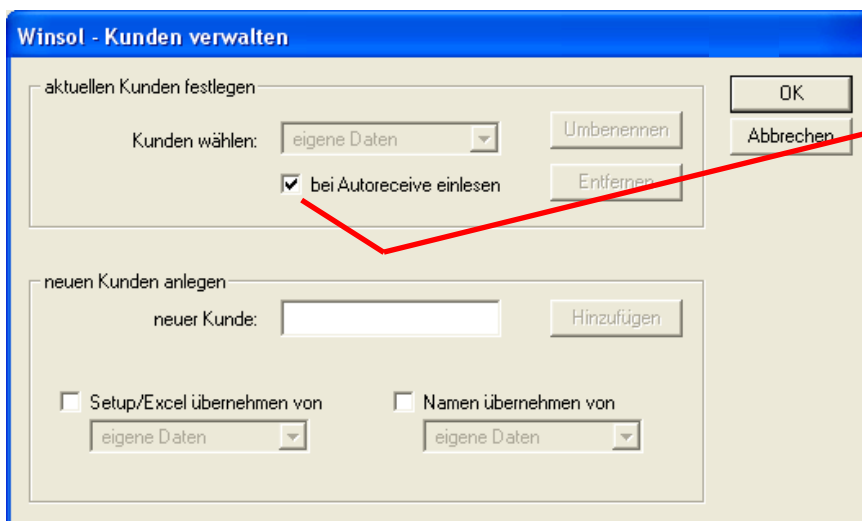 Winsol - Kunden verwalten
aktuellen Kunden festlegen
OK
Kunden wählen: eigene Daten Umbenennen
Abbrechen
bei Autoreceive einlesen Entfernen
neuen Kunden anlegen
neuer Kunde: Hinzufügen
Setup/Excel übernehmen von Namen übernehmen von
eigene Daten eigene Daten